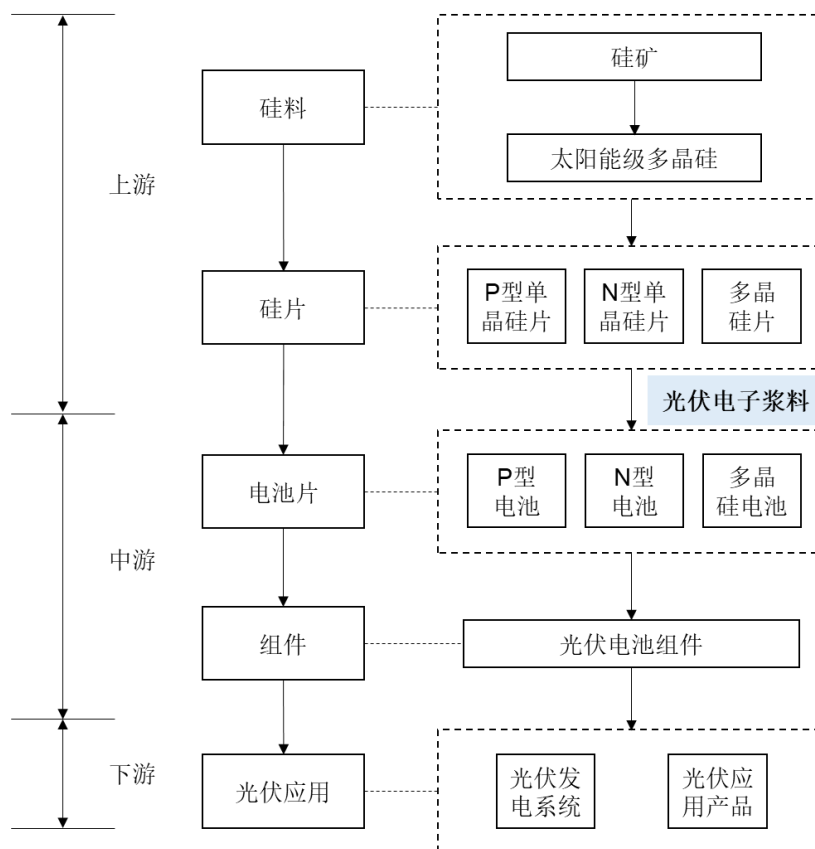 上游
硅料
硅矿
太阳能级多晶硅
硅片
P型单
晶硅片
N型单
晶硅片
多晶
硅片
光伏电子浆料
中游
电池片
P型
电池
N型
电池
多晶
硅电池
组件
光伏电池组件
下游
光伏应用
光伏发
电系统
光伏应
用产品